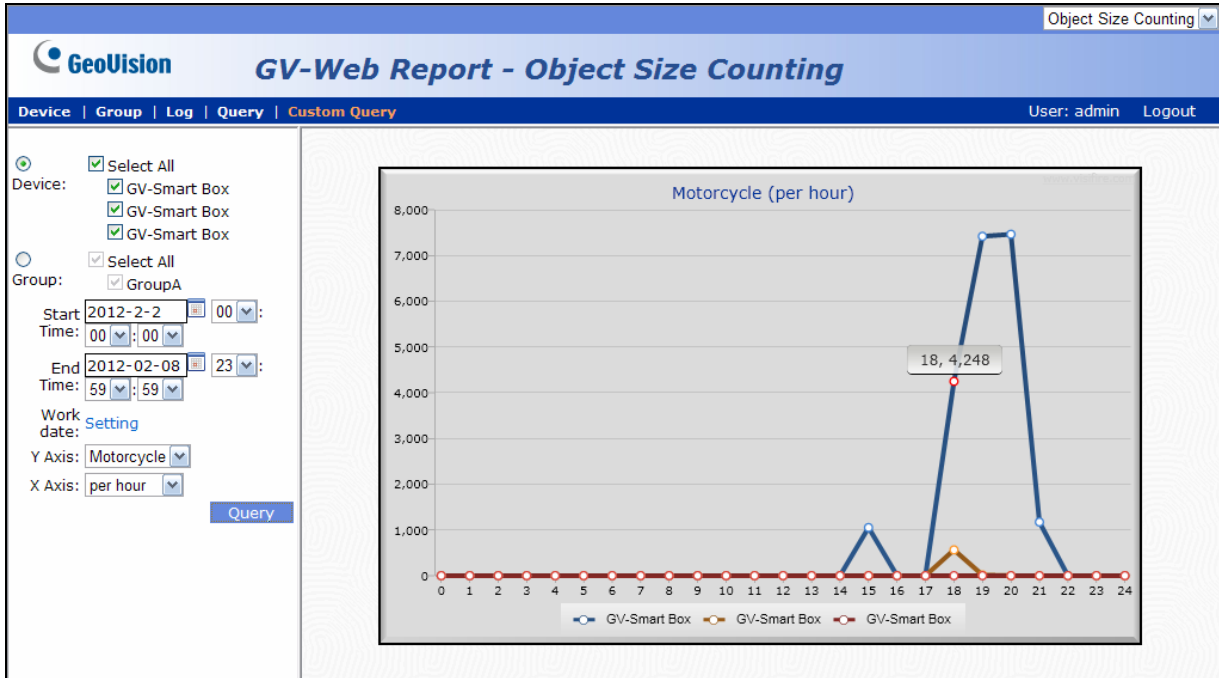 Object Size Counting
GeoVision
GV-Web Report - Object Size Counting
Device | Group | Log | Query | Custom Query
User: admin Logout
Device:
Select All
GV-Smart Box
GV-Smart Box
GV-Smart Box
Group:
Select All
GroupA
Start Time: 2012-2-2 00 :
00 : 00
End Time: 2012-02-08 23 :
59 : 59
Work date: Setting
Y Axis: Motorcycle
X Axis: per hour
Query
Motorcycle (per hour)
8,000
7,000
6,000
5,000
4,000
3,000
2,000
1,000
0
18, 4,248
0 1 2 3 4 5 6 7 8 9 10 11 12 13 14 15 16 17 18 19 20 21 22 23 24
GV-Smart Box GV-Smart Box GV-Smart Box